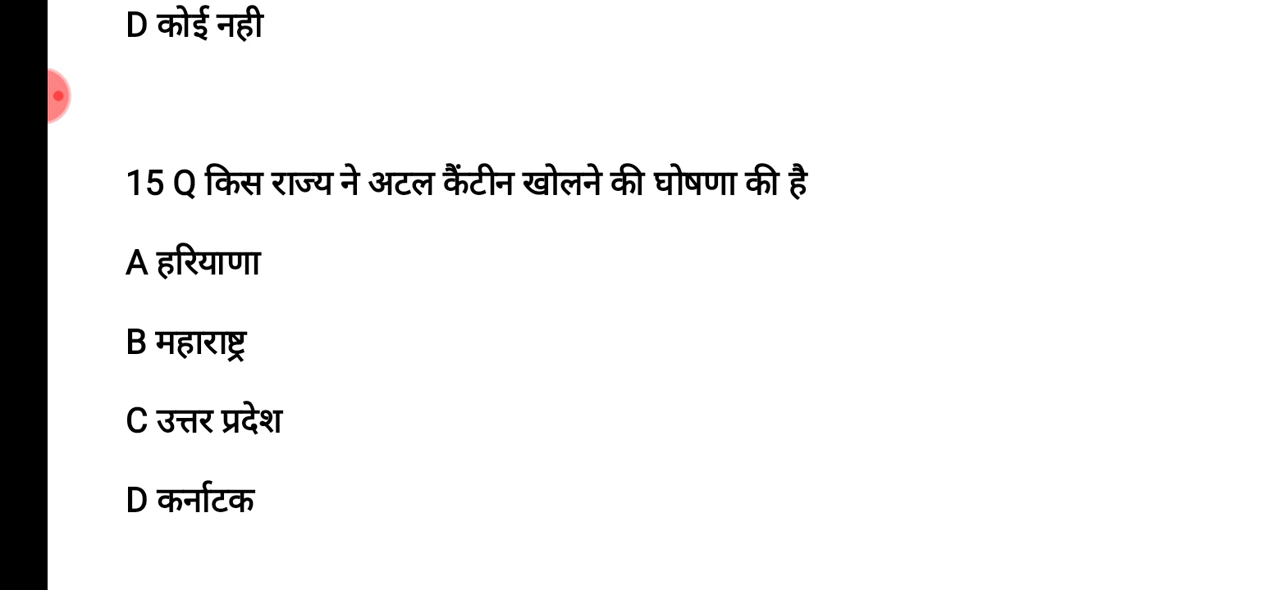 D कोई नही
15 Q किस राज्य ने अटल कैंटीन खोलने की घोषणा की है
A हरियाणा
B महाराष्ट्र
C उत्तर प्रदेश
D कर्नाटक